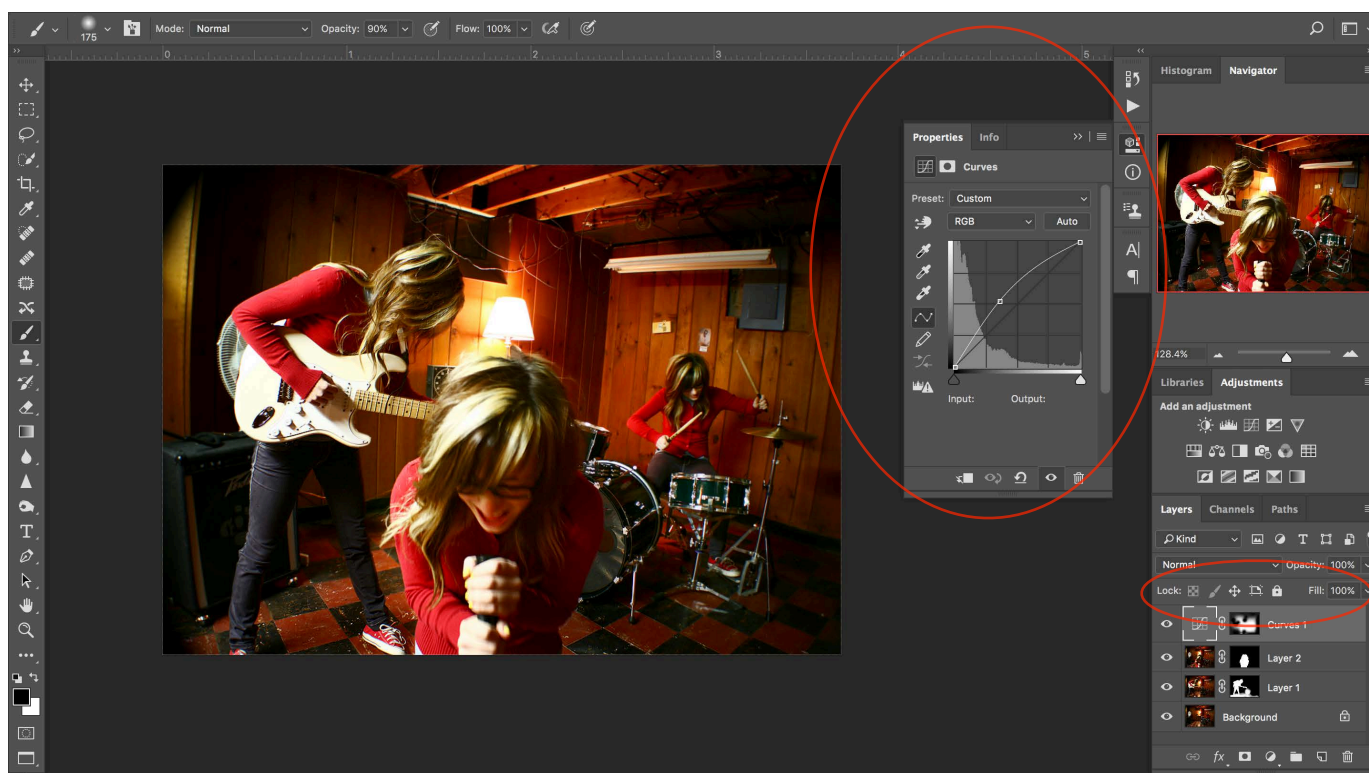 175 Mode: Normal Opacity: 90% Flow: 100%
0 1 2 3 4 5
Histogram Navigator
Properties Info
Curves
Preset: Custom
RGB Auto
Input: Output:
128.4%
Libraries Adjustments
Add an adjustment
Layers Channels Paths
Kind
Normal Opacity: 100%
Lock: Fill: 100%
Curves 1
Layer 2
Layer 1
Background
fx